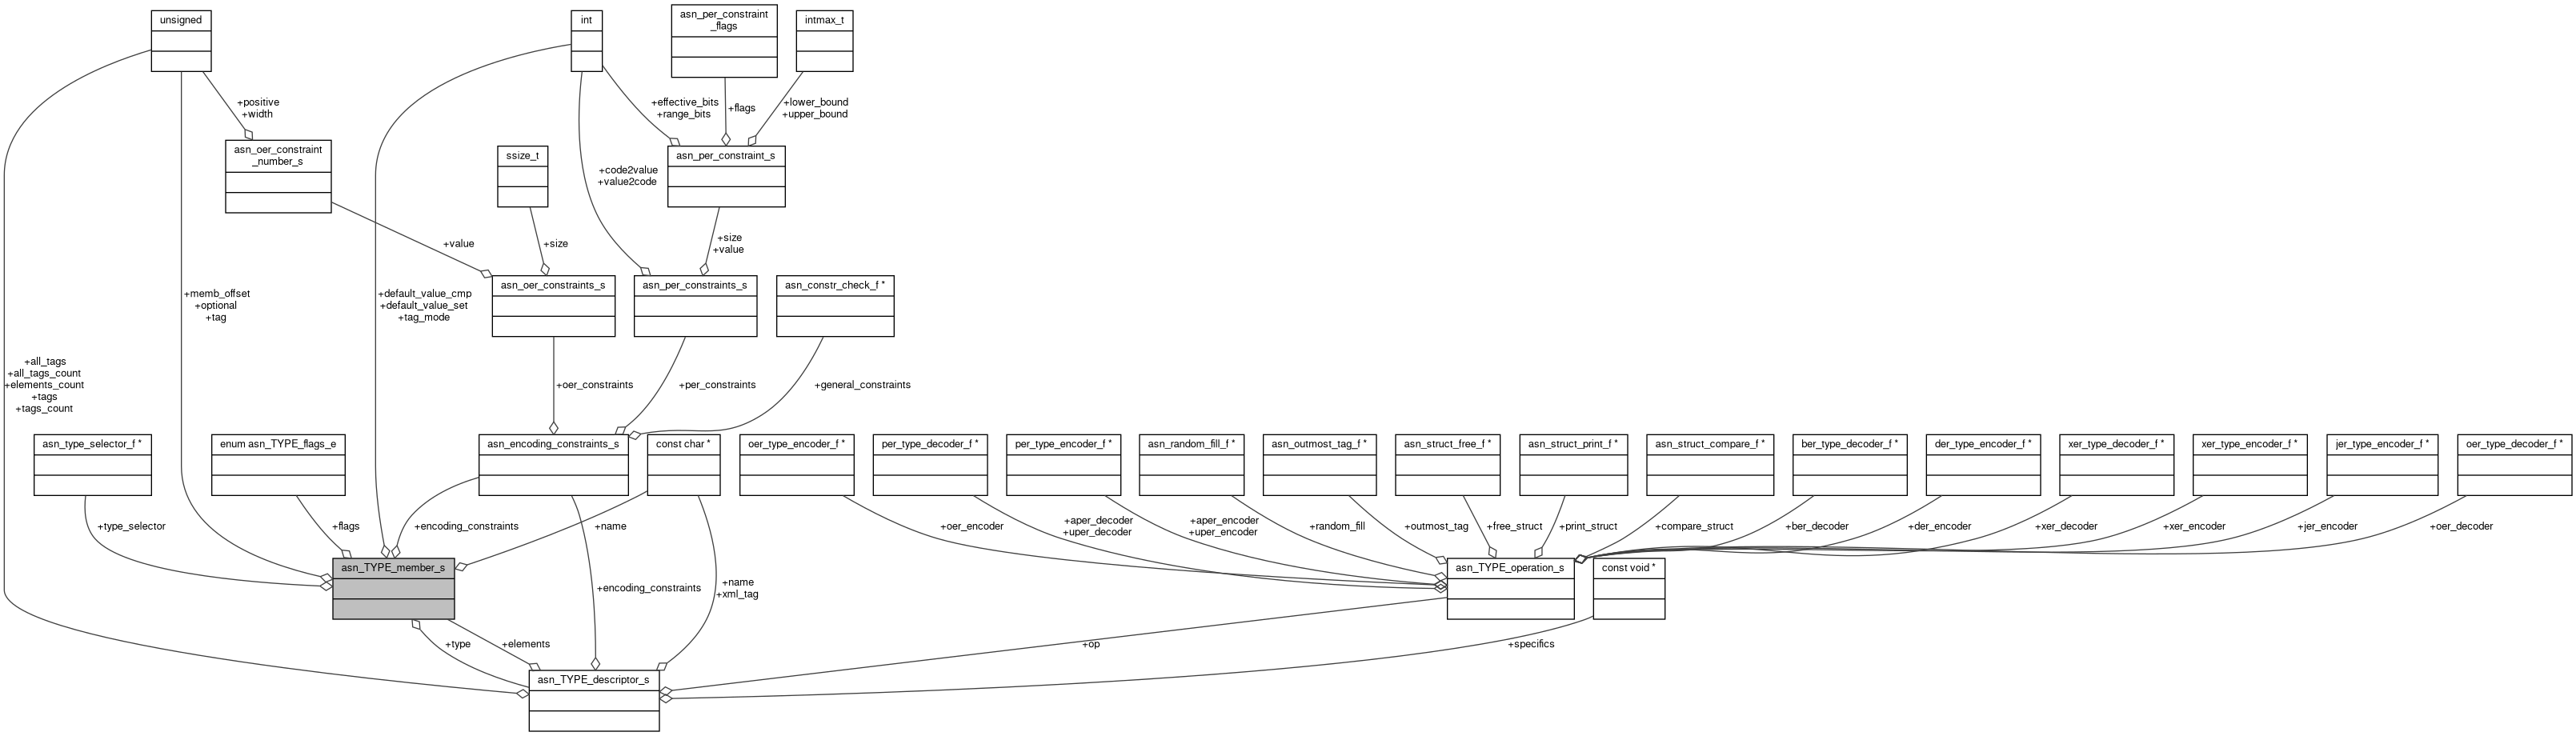 unsigned
int
asn_per_constraint
_flags
intmax_t
+positive
+width
+effective_bits
+range_bits
+flags
+lower_bound
+upper_bound
asn_oer_constraint
_number_s
ssize_t
asn_per_constraint_s
+code2value
+value2code
+value
+size
+size
+value
asn_oer_constraints_s
asn_per_constraints_s
asn_constr_check_f *
+memb_offset
+optional
+tag
+default_value_cmp
+default_value_set
+tag_mode
+all_tags
+all_tags_count
+elements_count
+tags
+tags_count
+oer_constraints
+per_constraints
+general_constraints
asn_type_selector_f *
enum asn_TYPE_flags_e
asn_encoding_constraints_s
const char *
oer_type_encoder_f *
per_type_decoder_f *
per_type_encoder_f *
asn_random_fill_f *
asn_outmost_tag_f *
asn_struct_free_f *
asn_struct_print_f *
asn_struct_compare_f *
ber_type_decoder_f *
der_type_encoder_f *
xer_type_decoder_f *
xer_type_encoder_f *
jer_type_encoder_f *
oer_type_decoder_f *
+type_selector
+flags
+encoding_constraints
+name
+oer_encoder
+aper_decoder
+uper_decoder
+aper_encoder
+uper_encoder
+random_fill
+outmost_tag
+free_struct
+print_struct
+compare_struct
+ber_decoder
+der_encoder
+xer_decoder
+xer_encoder
+jer_encoder
+oer_decoder
asn_TYPE_member_s
+encoding_constraints
+name
+xml_tag
asn_TYPE_operation_s
const void *
+type
+elements
+op
+specifics
asn_TYPE_descriptor_s